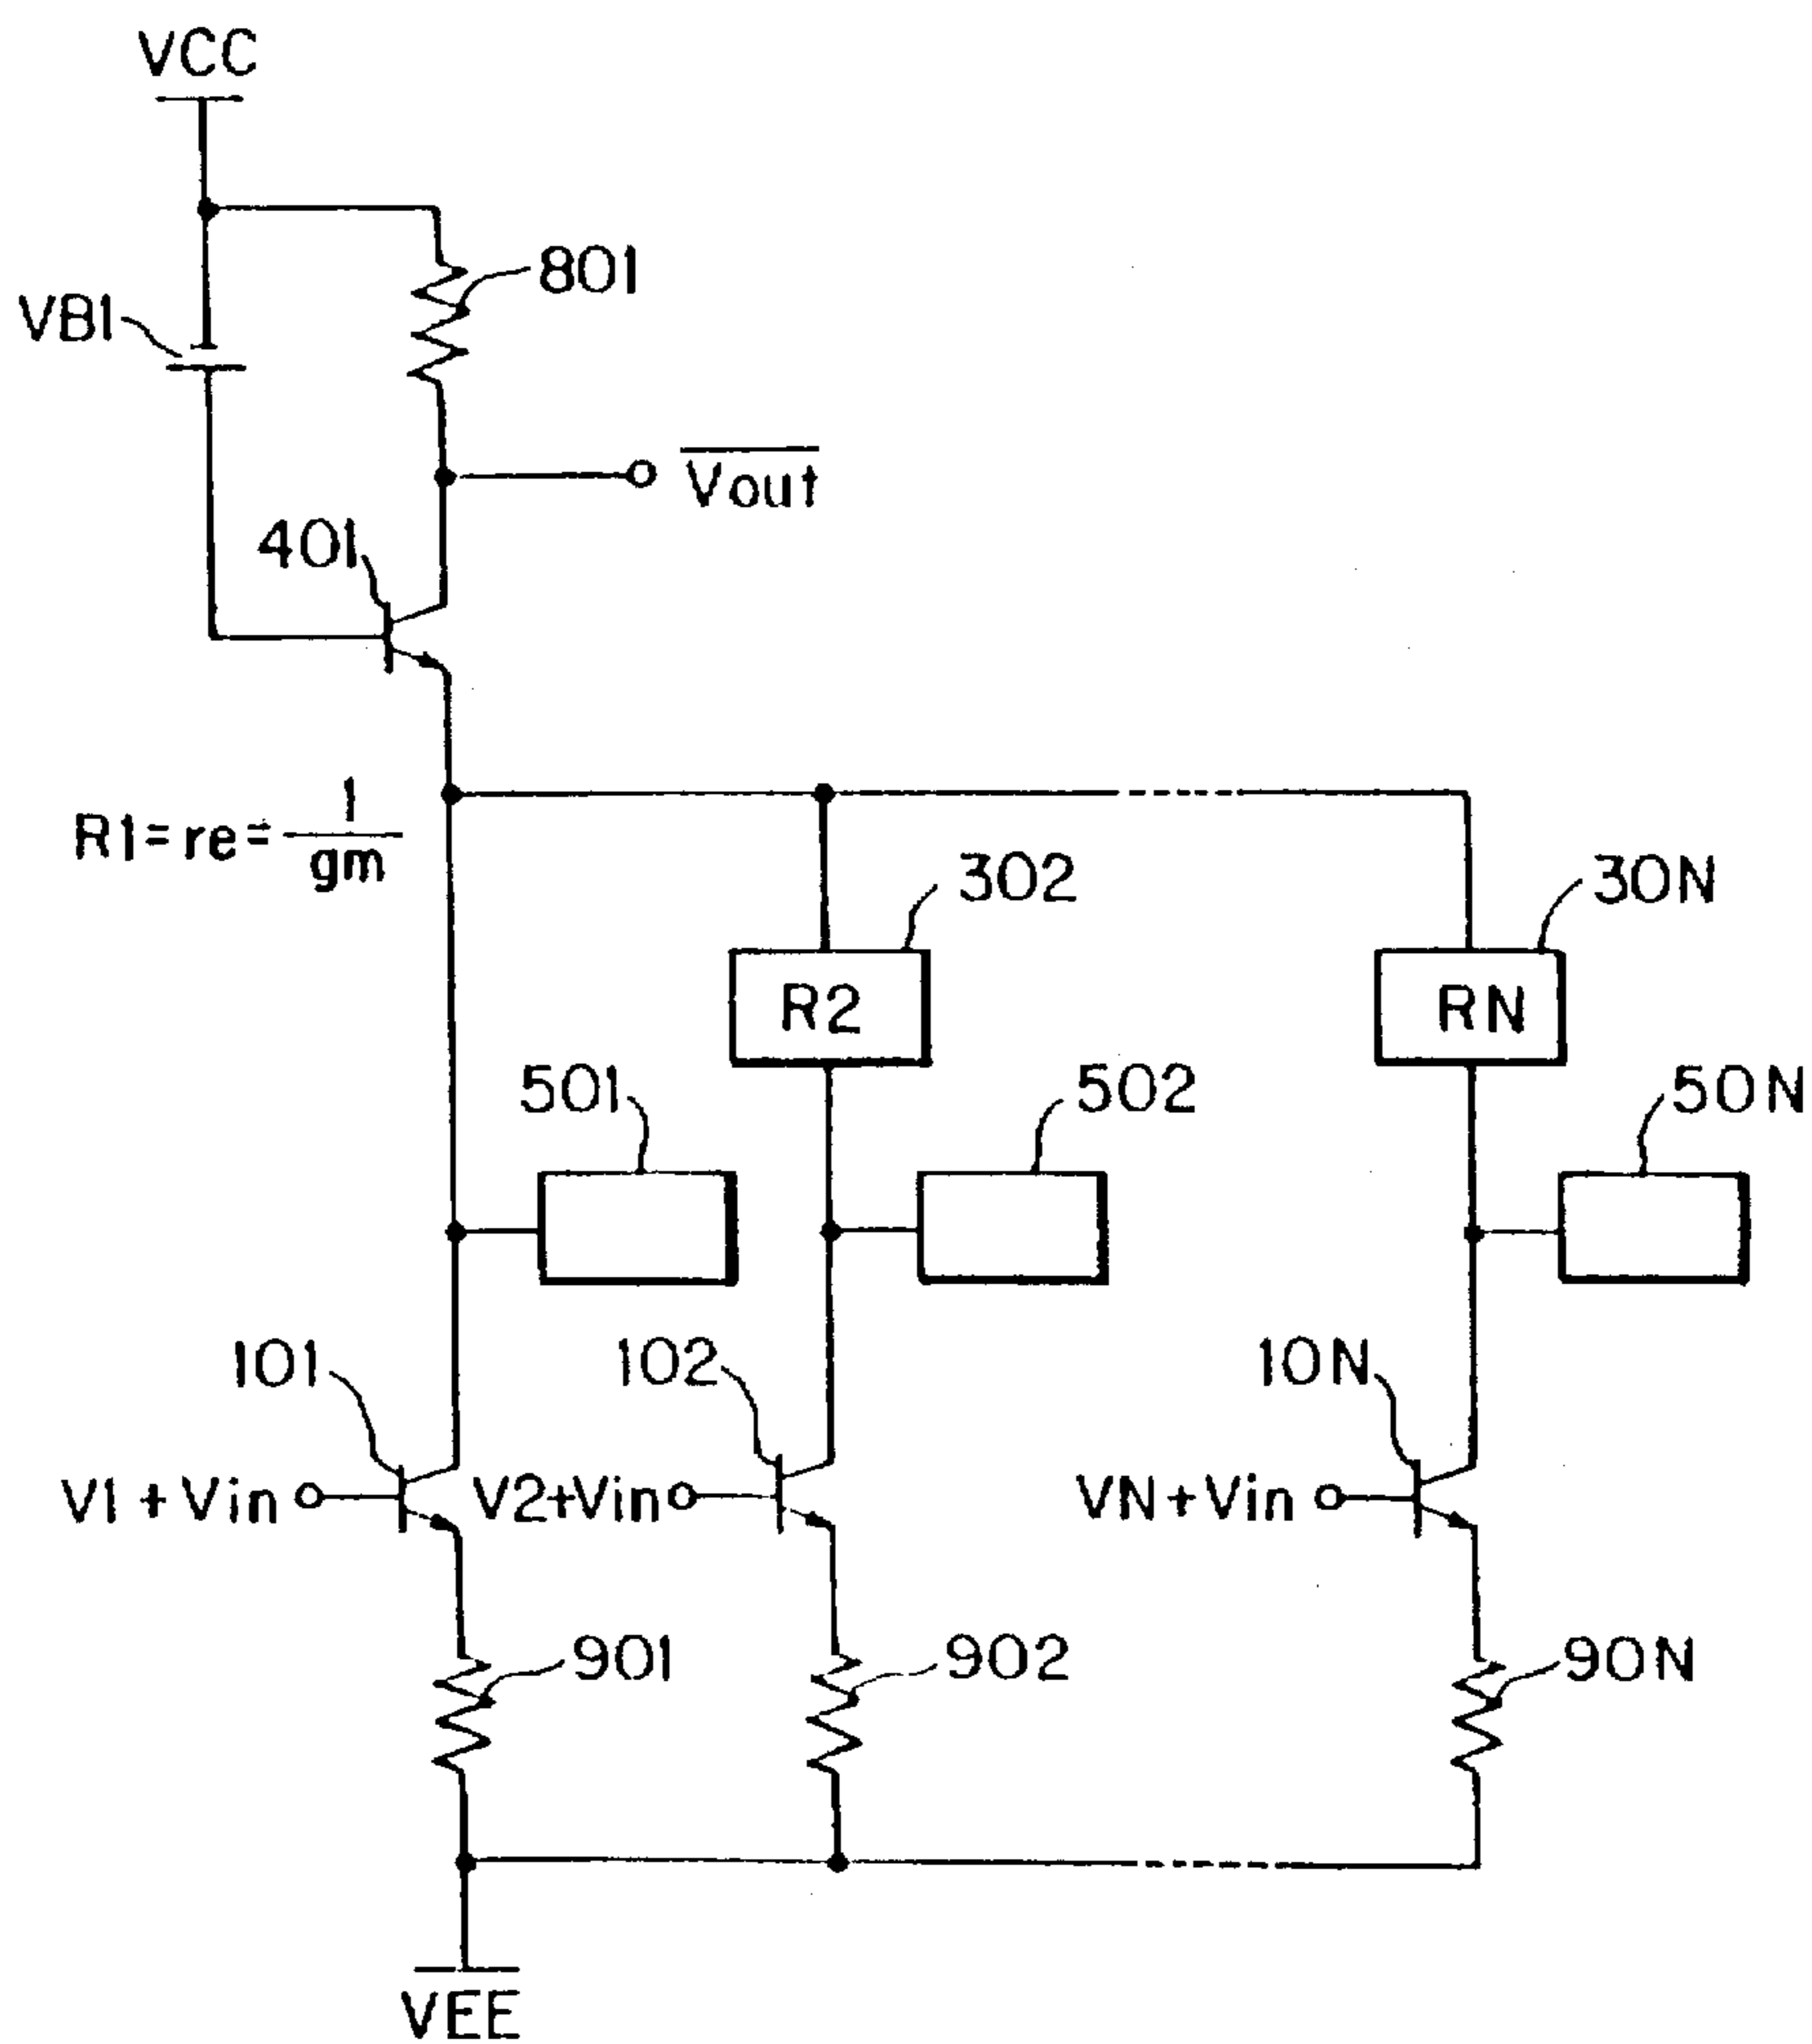 VCC
801
VB1
Vout
401
R1=re=1/gm
302
30N
R2
RN
501
502
50N
101
102
10N
V1+Vin
V2+Vin
VN+Vin
901
902
90N
VEE